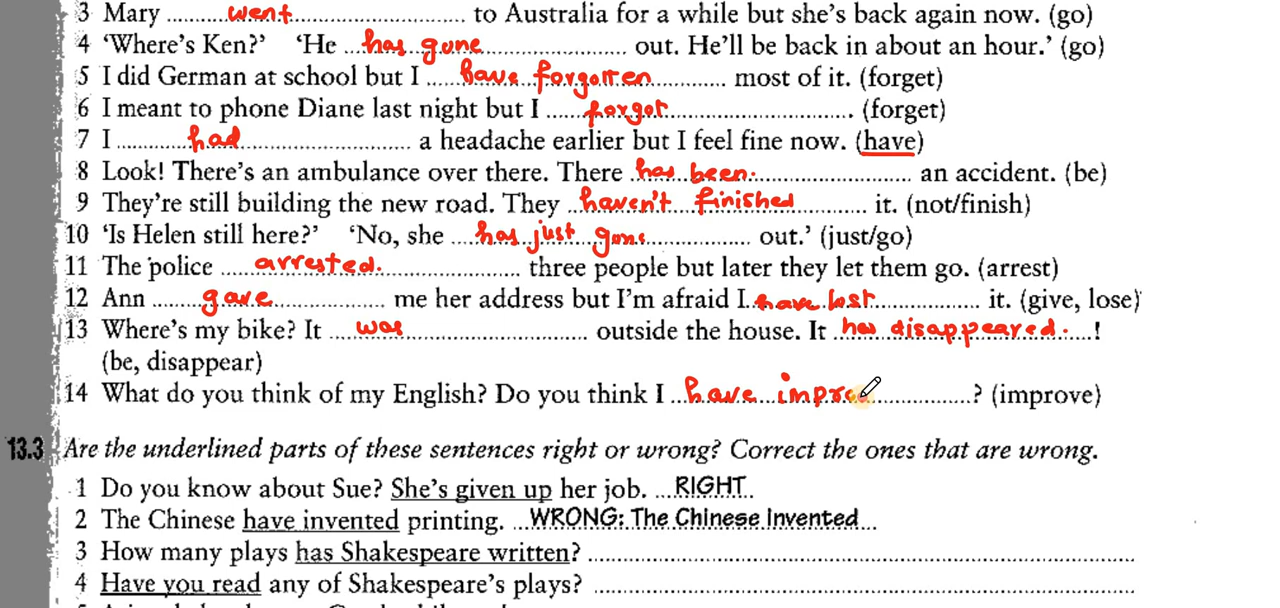 3 Mary ......went...... to Australia for a while but she's back again now. (go)
4 'Where's Ken?' 'He ...has gone...... out. He'll be back in about an hour.' (go)
5 I did German at school but I ...have forgotten...... most of it. (forget)
6 I meant to phone Diane last night but I ...forgot...... . (forget)
7 I......had...... a headache earlier but I feel fine now. (have)
8 Look! There's an ambulance over there. There has been....... an accident. (be)
9 They're still building the new road. They ...haven't finished...... it. (not/finish)
10 'Is Helen still here?' 'No, she ...has just gone...... out.' (just/go)
11 The police ...arrested....... three people but later they let them go. (arrest)
12 Ann ......gave...... me her address but I'm afraid I..have lost...... it. (give, lose)
13 Where's my bike? It ...was...... outside the house. It has disappeared....!
(be, disappear)
14 What do you think of my English? Do you think I ...have impro......? (improve)
13.3 Are the underlined parts of these sentences right or wrong? Correct the ones that are wrong.
1 Do you know about Sue? She's given up her job. ...RIGHT...
2 The Chinese have invented printing. ...WRONG: The Chinese invented...
3 How many plays has Shakespeare written? ......
4 Have you read any of Shakespeare's plays? ......